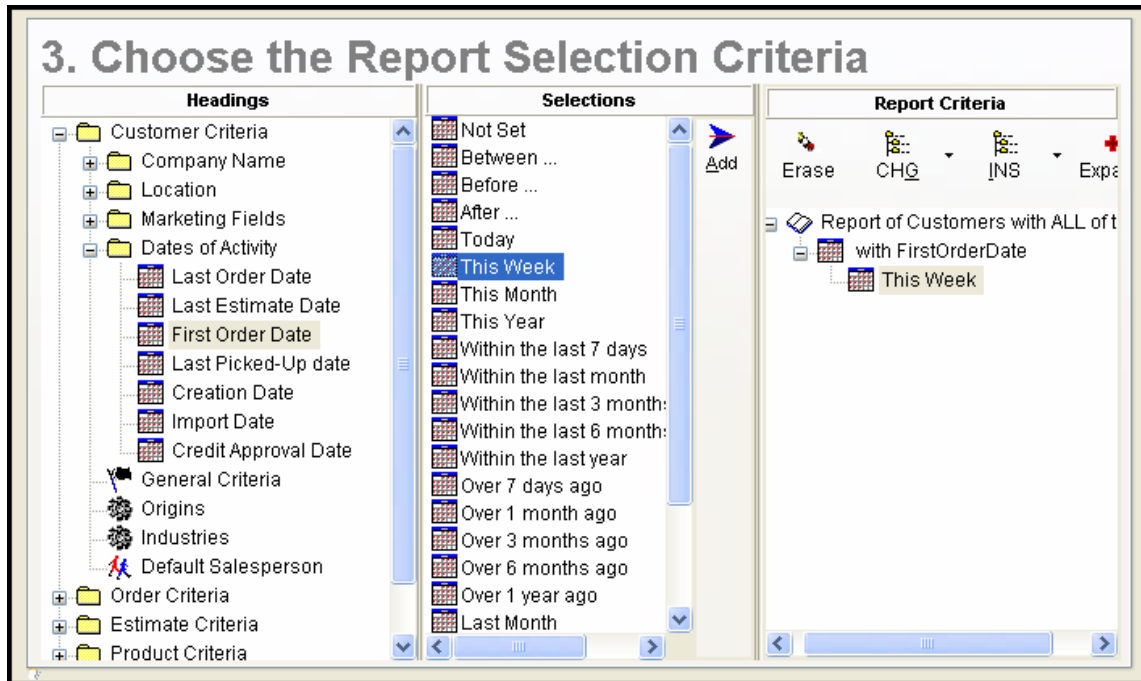 3. Choose the Report Selection Criteria
Headings
Customer Criteria
Company Name
Location
Marketing Fields
Dates of Activity
Last Order Date
Last Estimate Date
First Order Date
Last Picked-Up date
Creation Date
Import Date
Credit Approval Date
General Criteria
Origins
Industries
Default Salesperson
Order Criteria
Estimate Criteria
Product Criteria
Selections
Not Set
Between ...
Before ...
After ...
Today
This Week
This Month
This Year
Within the last 7 days
Within the last month
Within the last 3 months
Within the last 6 months
Within the last year
Over 7 days ago
Over 1 month ago
Over 3 months ago
Over 6 months ago
Over 1 year ago
Last Month
Add
Report Criteria
Erase CHG INS Expa
Report of Customers with ALL of t
with FirstOrderDate
This Week